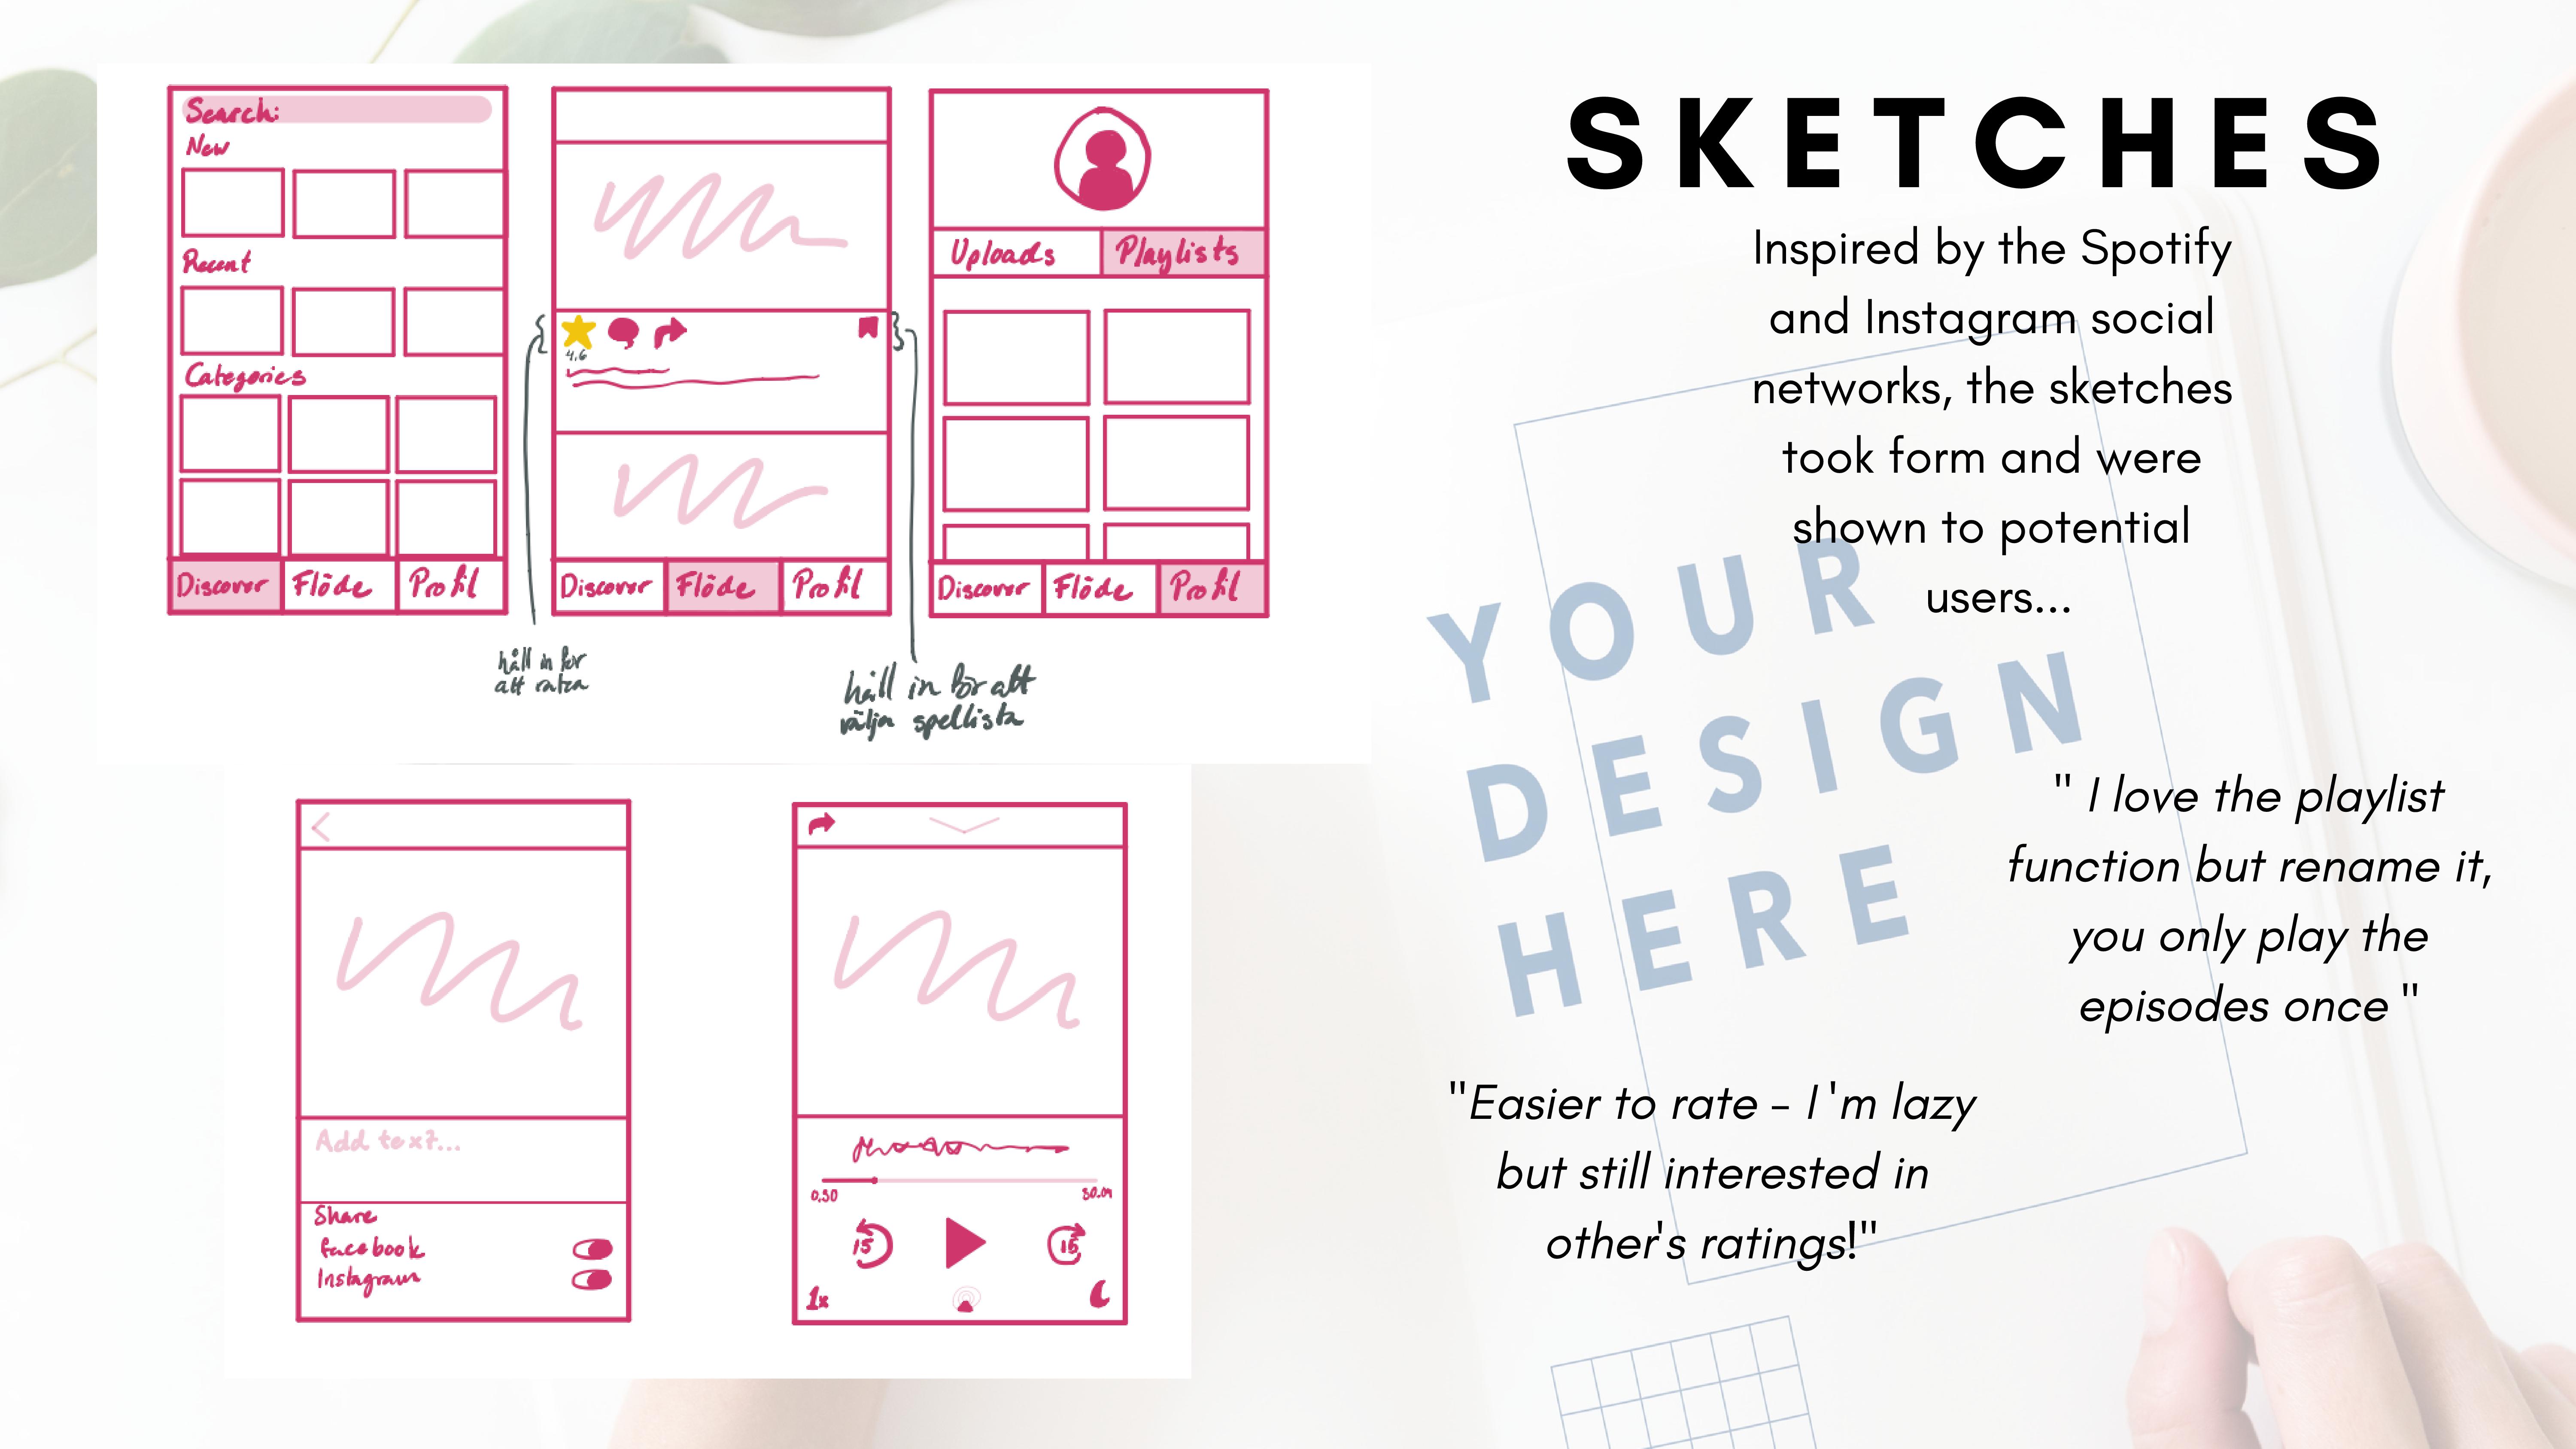 Search:
New
Recent
Categories
Discover Flöde Profil
4,6
Discover Flöde Profil
Uploads Playlists
Discover Flöde Profil
håll in för
att ratea
håll in för att
välja spellista
Add text...
Share
facebook
Instagram
0.30
15 15
1x
SKETCHES
Inspired by the Spotify
and Instagram social
networks, the sketches
took form and were
shown to potential
users...
YOUR
DESIGN
HERE
" I love the playlist
function but rename it,
you only play the
episodes once "
"Easier to rate - I 'm lazy
but still interested in
other's ratings!"